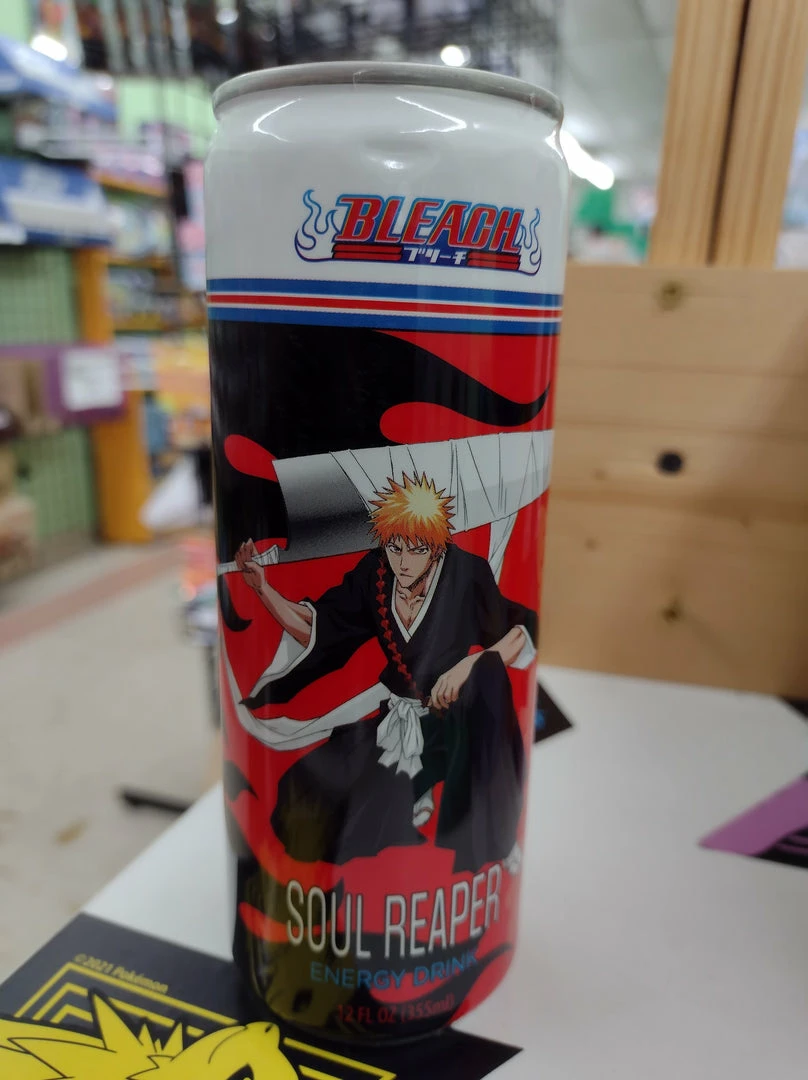 BLEACH
ブリーチ
SOUL REAPER
ENERGY DRINK
12 FL OZ (355ml)
©2021 Pokémon